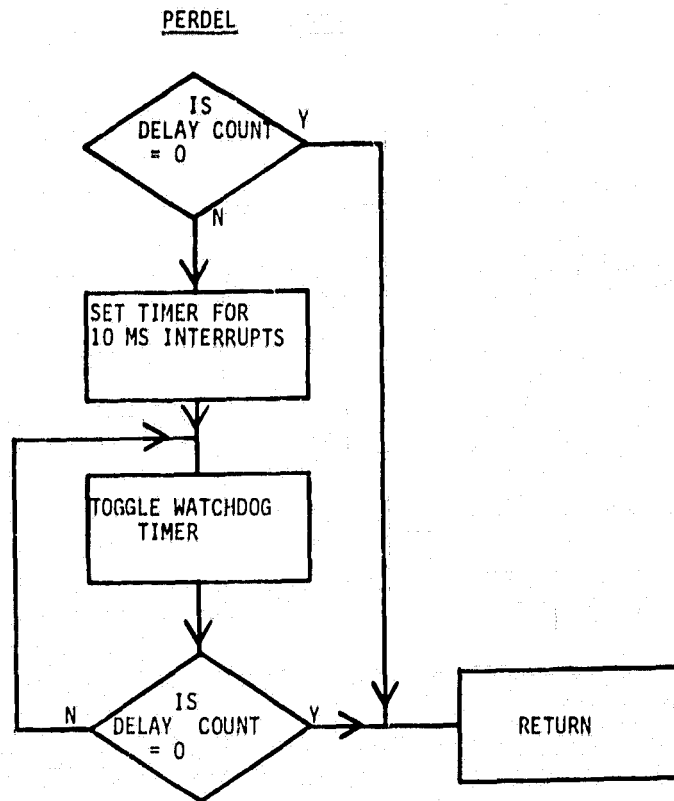 PERDEL
IS
DELAY COUNT
= 0
Y
N
SET TIMER FOR
10 MS INTERRUPTS
TOGGLE WATCHDOG
TIMER
N
IS
DELAY COUNT
= 0
Y
RETURN